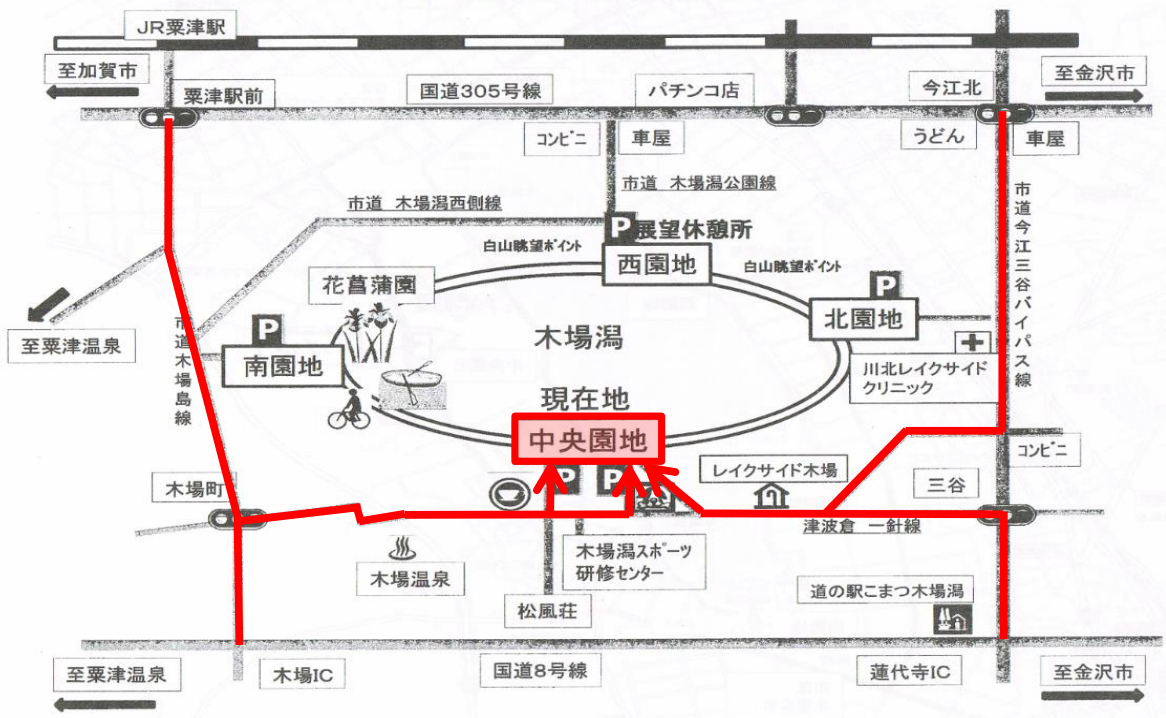 JR粟津駅
至加賀市
粟津駅前
国道305号線
パチンコ店
今江北
至金沢市
コンビニ
車屋
うどん
車屋
市道 木場潟公園線
市道 木場潟西側線
P
展望休憩所
白山眺望ポイント
西園地
白山眺望ポイント
花菖蒲園
P
北園地
市道今江三谷バイパス線
至粟津温泉
市道木場島線
P
南園地
木場潟
川北レイクサイド
クリニック
現在地
中央園地
コンビニ
木場町
P
P
レイクサイド木場
三谷
津波倉 一針線
木場温泉
木場潟スポーツ
研修センター
松風荘
道の駅こまつ木場潟
至粟津温泉
木場IC
国道8号線
蓮代寺IC
至金沢市